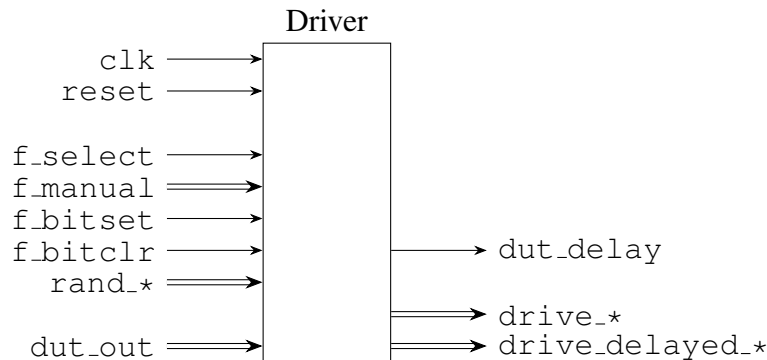 Driver
clk
reset
f_select
f_manual
f_bitset
f_bitclr
dut_delay
rand_*
drive_*
dut_out
drive_delayed_*